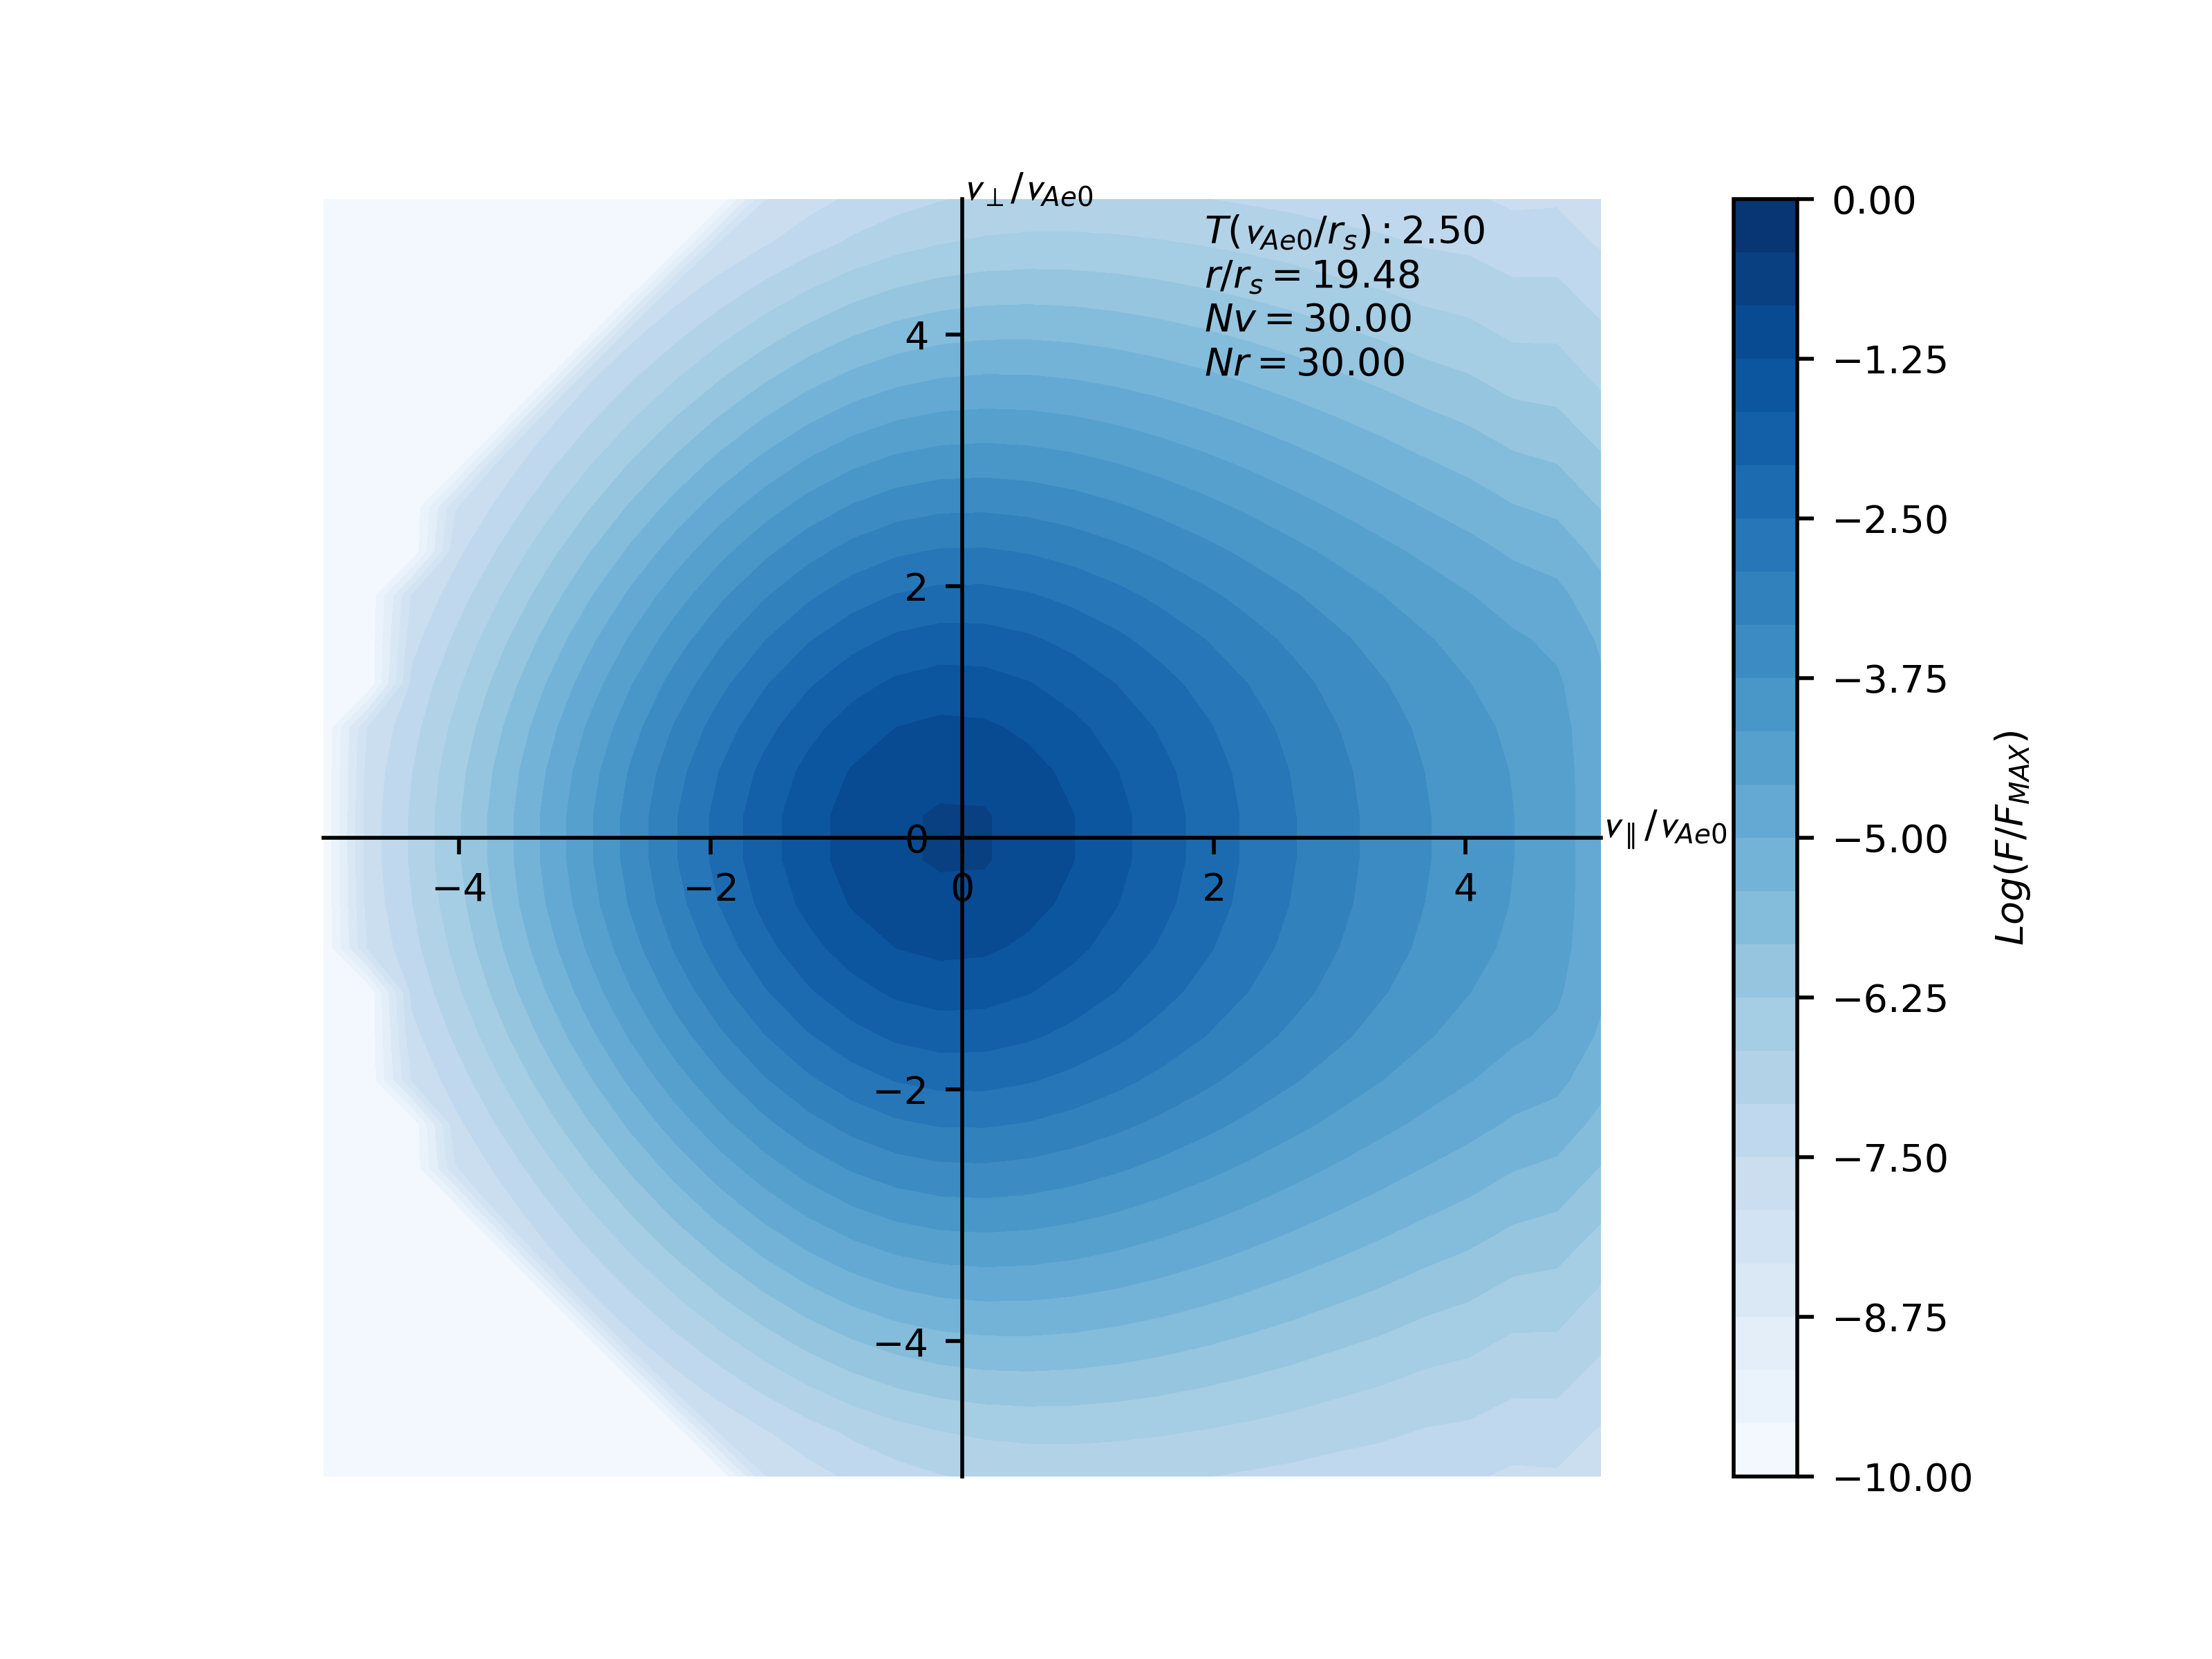 v⊥/vAe0
T(vAe0/rs):2.50
r/rs=19.48
Nv=30.00
Nr=30.00
4
2
0
−2
−4
−4
−2
0
2
4
v∥/vAe0
0.00
−1.25
−2.50
−3.75
−5.00
−6.25
−7.50
−8.75
−10.00
Log(F/FMAX)